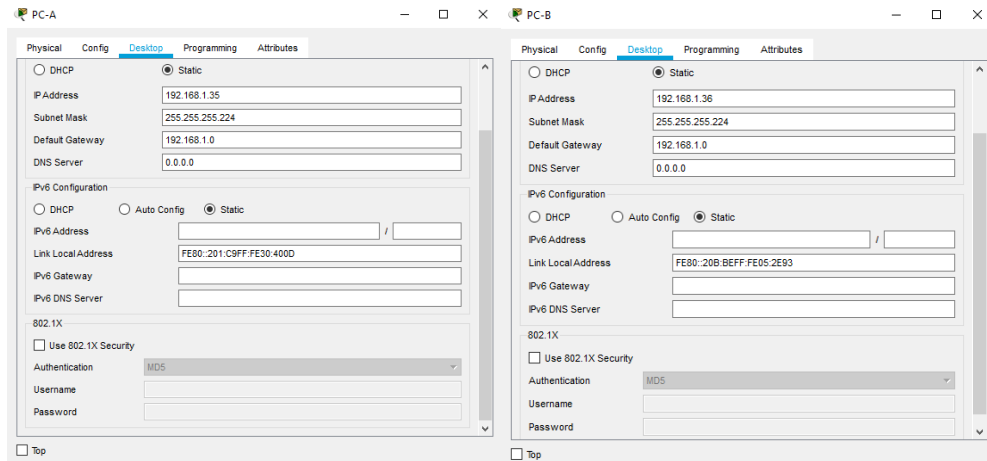 PC-A
Physical Config Desktop Programming Attributes
DHCP Static
IP Address 192.168.1.35
Subnet Mask 255.255.255.224
Default Gateway 192.168.1.0
DNS Server 0.0.0.0
IPv6 Configuration
DHCP Auto Config Static
IPv6 Address /
Link Local Address FE80::201:C9FF:FE30:400D
IPv6 Gateway
IPv6 DNS Server
802.1X
Use 802.1X Security
Authentication MD5
Username
Password
Top
PC-B
Physical Config Desktop Programming Attributes
DHCP Static
IP Address 192.168.1.36
Subnet Mask 255.255.255.224
Default Gateway 192.168.1.0
DNS Server 0.0.0.0
IPv6 Configuration
DHCP Auto Config Static
IPv6 Address /
Link Local Address FE80::20B:BEFF:FE05:2E93
IPv6 Gateway
IPv6 DNS Server
802.1X
Use 802.1X Security
Authentication MD5
Username
Password
Top